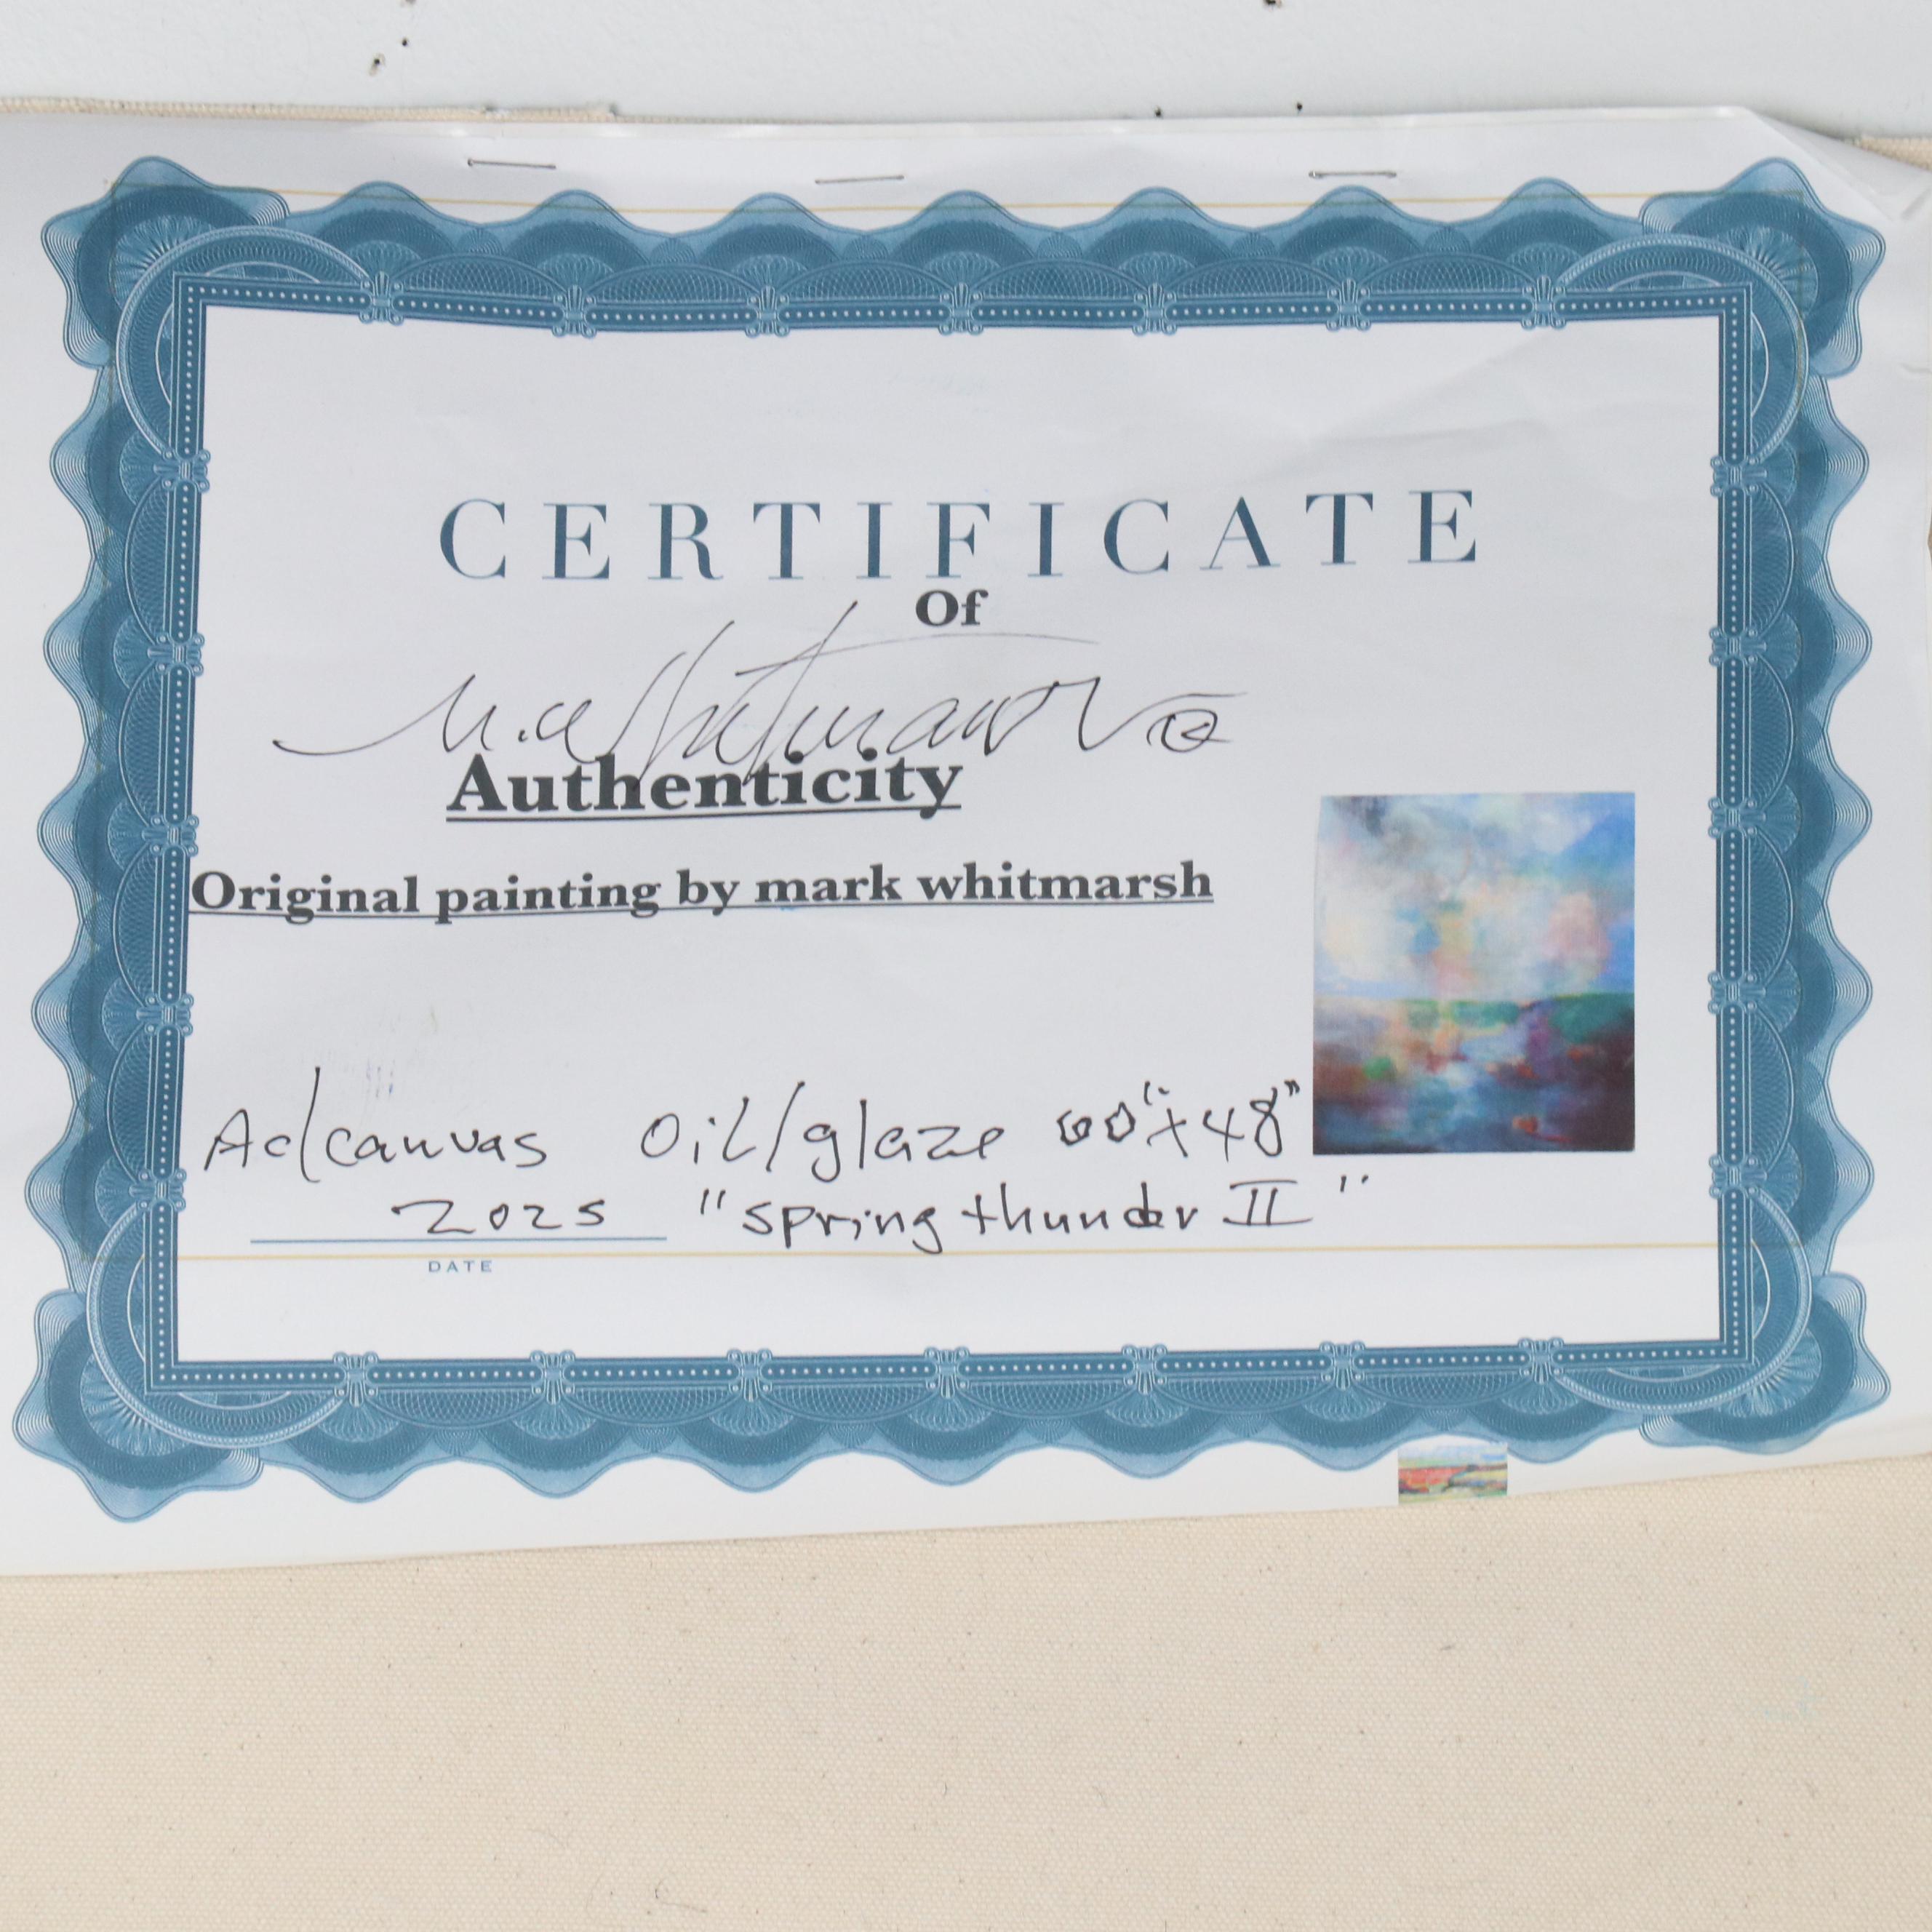 CERTIFICATE
Of
M.a Whitmarsh
Authenticity
Original painting by mark whitmarsh
Ac/canvas Oil/glaze 60"x48"
2025 "Spring thunder II"
DATE